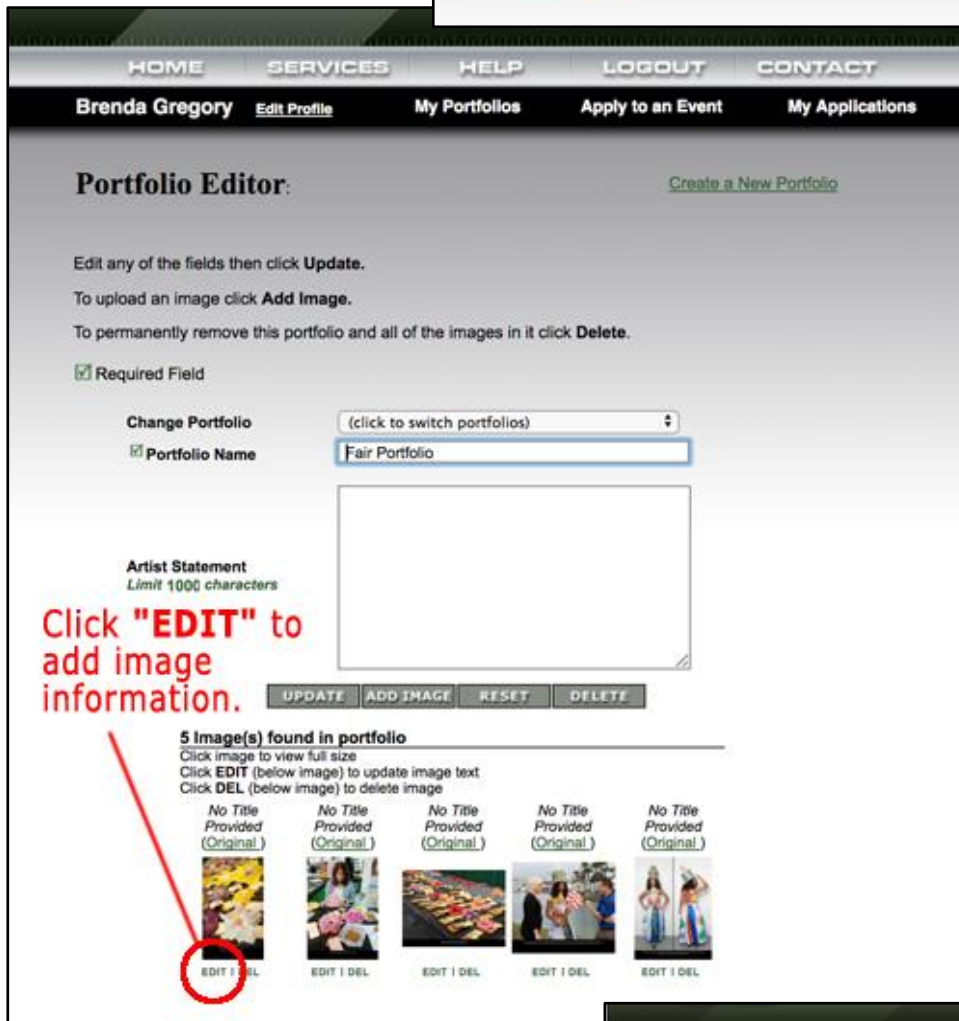 HOME SERVICES HELP LOGOUT CONTACT
Brenda Gregory Edit Profile My Portfolios Apply to an Event My Applications
Portfolio Editor: Create a New Portfolio
Edit any of the fields then click Update.
To upload an image click Add Image.
To permanently remove this portfolio and all of the images in it click Delete.
Required Field
Change Portfolio (click to switch portfolios)
Portfolio Name Fair Portfolio
Artist Statement
Limit 1000 characters
Click "EDIT" to
add image
information.
UPDATE ADD IMAGE RESET DELETE
5 Image(s) found in portfolio
Click image to view full size
Click EDIT (below image) to update image text
Click DEL (below image) to delete image
No Title No Title No Title No Title No Title
Provided Provided Provided Provided Provided
(Original ) (Original ) (Original ) (Original ) (Original )
EDIT | DEL EDIT | DEL EDIT | DEL EDIT | DEL EDIT | DEL